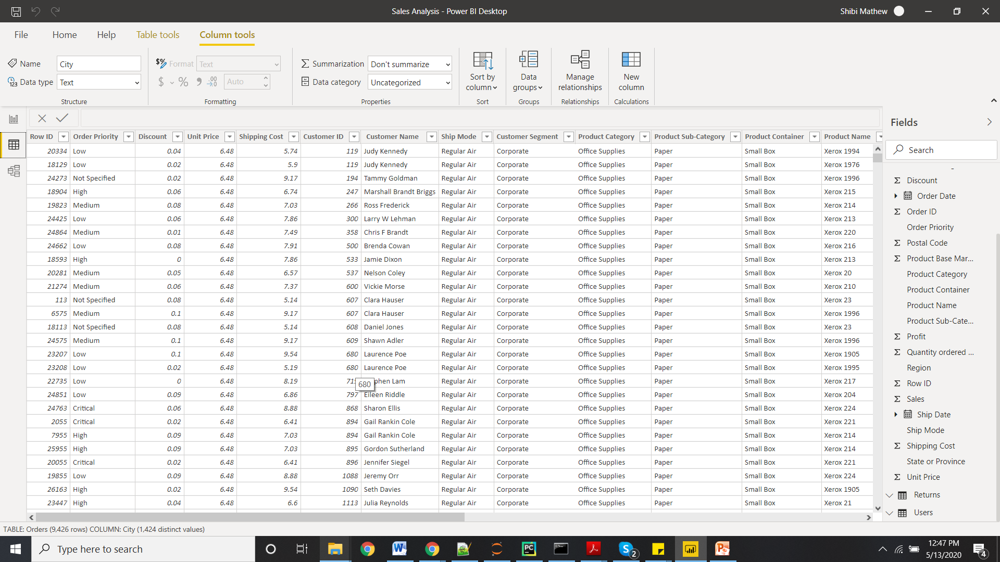 Sales Analysis - Power BI Desktop
Shibi Mathew
File Home Help Table tools Column tools
Name City
Data type Text
Structure
$% Format Text
$ % 9 .00 Auto
Formatting
Summarization Don't summarize
Data category Uncategorized
Properties
Sort by column
Sort
Data groups
Groups
Manage relationships
Relationships
New column
Calculations
Row ID Order Priority Discount Unit Price Shipping Cost Customer ID Customer Name Ship Mode Customer Segment Product Category Product Sub-Category Product Container Product Name
20334 Low 0.04 6.48 5.74 119 Judy Kennedy Regular Air Corporate Office Supplies Paper Small Box Xerox 1994
18129 Low 0.02 6.48 5.9 119 Judy Kennedy Regular Air Corporate Office Supplies Paper Small Box Xerox 1976
24273 Not Specified 0.02 6.48 9.17 194 Tammy Goldman Regular Air Corporate Office Supplies Paper Small Box Xerox 1996
18904 High 0.06 6.48 6.74 247 Marshall Brandt Briggs Regular Air Corporate Office Supplies Paper Small Box Xerox 215
19823 Medium 0.08 6.48 7.03 266 Ross Frederick Regular Air Corporate Office Supplies Paper Small Box Xerox 214
24425 Low 0.06 6.48 7.86 300 Larry W Lehman Regular Air Corporate Office Supplies Paper Small Box Xerox 213
24864 Medium 0.01 6.48 7.49 358 Chris F Brandt Regular Air Corporate Office Supplies Paper Small Box Xerox 220
24662 Low 0.08 6.48 7.91 500 Brenda Cowan Regular Air Corporate Office Supplies Paper Small Box Xerox 216
18593 High 0 6.48 7.86 533 Jamie Dixon Regular Air Corporate Office Supplies Paper Small Box Xerox 213
20281 Medium 0.05 6.48 6.57 537 Nelson Coley Regular Air Corporate Office Supplies Paper Small Box Xerox 20
21274 Medium 0.06 6.48 7.37 600 Vickie Morse Regular Air Corporate Office Supplies Paper Small Box Xerox 210
113 Not Specified 0.08 6.48 5.14 607 Clara Hauser Regular Air Corporate Office Supplies Paper Small Box Xerox 23
6575 Medium 0.1 6.48 9.17 607 Clara Hauser Regular Air Corporate Office Supplies Paper Small Box Xerox 1996
18113 Not Specified 0.08 6.48 5.14 608 Daniel Jones Regular Air Corporate Office Supplies Paper Small Box Xerox 23
24575 Medium 0.1 6.48 9.17 609 Shawn Adler Regular Air Corporate Office Supplies Paper Small Box Xerox 1996
23207 Low 0.1 6.48 9.54 680 Laurence Poe Regular Air Corporate Office Supplies Paper Small Box Xerox 1905
23208 Low 0.02 6.48 5.19 680 Laurence Poe Regular Air Corporate Office Supplies Paper Small Box Xerox 1995
22735 Low 0 6.48 8.19 Lam Regular Air Corporate Office Supplies Paper Small Box Xerox 217
680
24851 Low 0.09 6.48 6.86 797 Eileen Riddle Regular Air Corporate Office Supplies Paper Small Box Xerox 204
24763 Critical 0.06 6.48 8.88 868 Sharon Ellis Regular Air Corporate Office Supplies Paper Small Box Xerox 224
2055 Critical 0.02 6.48 6.41 894 Gail Rankin Cole Regular Air Corporate Office Supplies Paper Small Box Xerox 221
7955 High 0.09 6.48 7.03 894 Gail Rankin Cole Regular Air Corporate Office Supplies Paper Small Box Xerox 214
25955 High 0.09 6.48 7.03 895 Gordon Sutherland Regular Air Corporate Office Supplies Paper Small Box Xerox 214
20055 Critical 0.02 6.48 6.41 896 Jennifer Siegel Regular Air Corporate Office Supplies Paper Small Box Xerox 221
19855 Low 0.09 6.48 8.88 1088 Jeremy Orr Regular Air Corporate Office Supplies Paper Small Box Xerox 224
26163 High 0.02 6.48 9.54 1090 Seth Davies Regular Air Corporate Office Supplies Paper Small Box Xerox 1905
23447 High 0.04 6.48 6.6 1113 Julia Reynolds Regular Air Corporate Office Supplies Paper Small Box Xerox 21
Fields
Search
Discount
Order Date
Order ID
Order Priority
Postal Code
Product Base Mar...
Product Category
Product Container
Product Name
Product Sub-Cate...
Profit
Quantity ordered ...
Region
Row ID
Sales
Ship Date
Ship Mode
Shipping Cost
State or Province
Unit Price
Returns
Users
TABLE: Orders (9,426 rows) COLUMN: City (1,424 distinct values)
Type here to search
12:47 PM
5/13/2020
2
4